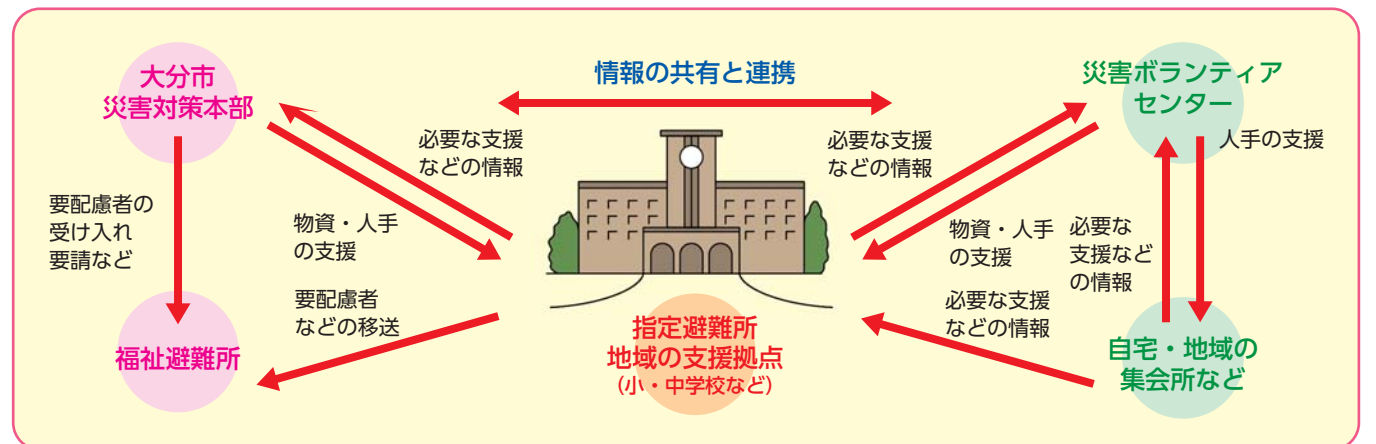 大分市
災害対策本部
情報の共有と連携
災害ボランティア
センター
必要な支援
などの情報
必要な支援
などの情報
人手の支援
要配慮者の
受け入れ
要請など
物資・人手
の支援
物資・人手
の支援
必要な
支援など
の情報
要配慮者
などの移送
必要な支援
などの情報
福祉避難所
指定避難所
地域の支援拠点
(小・中学校など)
自宅・地域の
集会所など